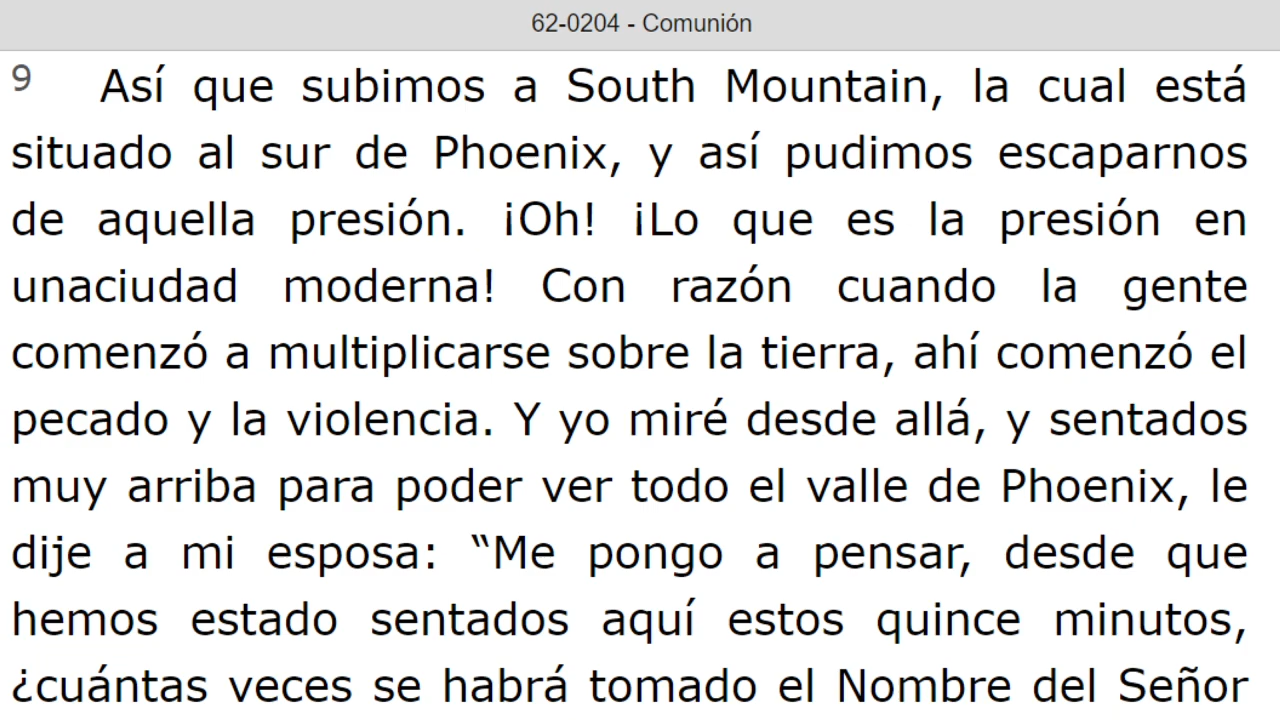 62-0204 - Comunión
9 Así que subimos a South Mountain, la cual está
situado al sur de Phoenix, y así pudimos escaparnos
de aquella presión. ¡Oh! ¡Lo que es la presión en
unaciudad moderna! Con razón cuando la gente
comenzó a multiplicarse sobre la tierra, ahí comenzó el
pecado y la violencia. Y yo miré desde allá, y sentados
muy arriba para poder ver todo el valle de Phoenix, le
dije a mi esposa: “Me pongo a pensar, desde que
hemos estado sentados aquí estos quince minutos,
¿cuántas veces se habrá tomado el Nombre del Señor